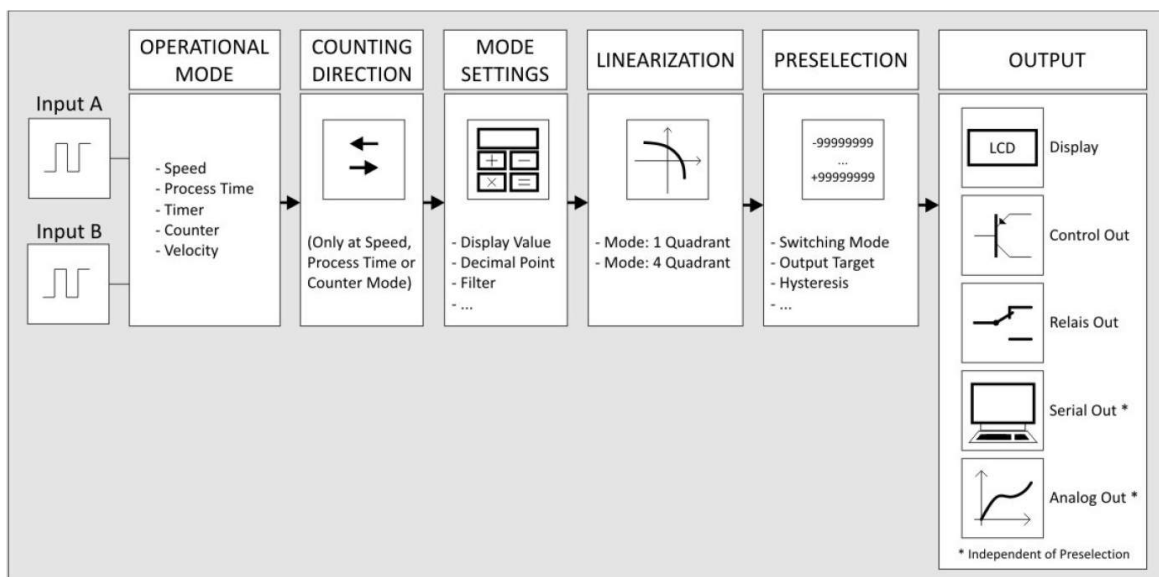 Input A
Input B
OPERATIONAL
MODE
- Speed
- Process Time
- Timer
- Counter
- Velocity
COUNTING
DIRECTION
(Only at Speed,
Process Time or
Counter Mode)
MODE
SETTINGS
+ −
× =
- Display Value
- Decimal Point
- Filter
- ...
LINEARIZATION
- Mode: 1 Quadrant
- Mode: 4 Quadrant
PRESELECTION
-99999999
...
+99999999
- Switching Mode
- Output Target
- Hysteresis
- ...
OUTPUT
LCD
Display
Control Out
Relais Out
Serial Out *
Analog Out *
* Independent of Preselection